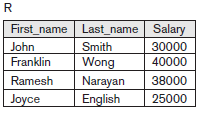 R
First_name Last_name Salary
John Smith 30000
Franklin Wong 40000
Ramesh Narayan 38000
Joyce English 25000